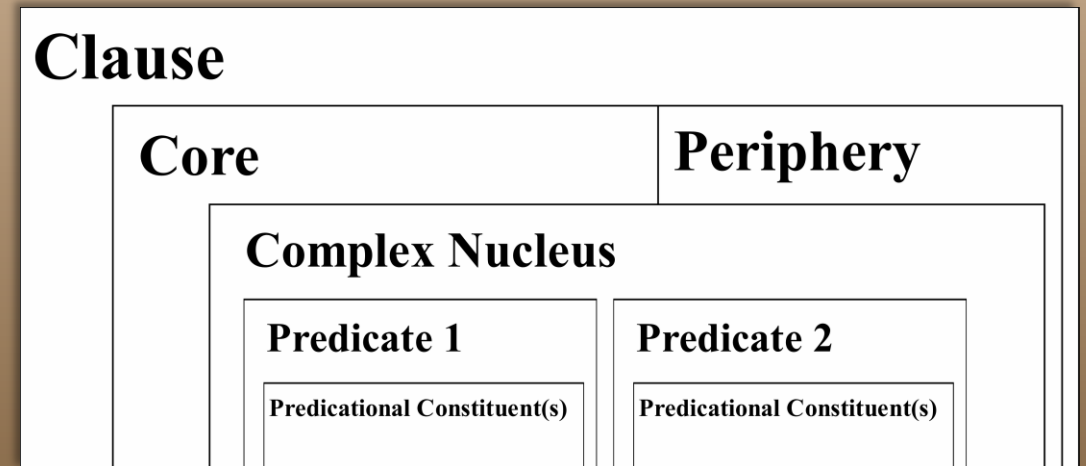 Clause
Core
Periphery
Complex Nucleus
Predicate 1
Predicate 2
Predicational Constituent(s)
Predicational Constituent(s)